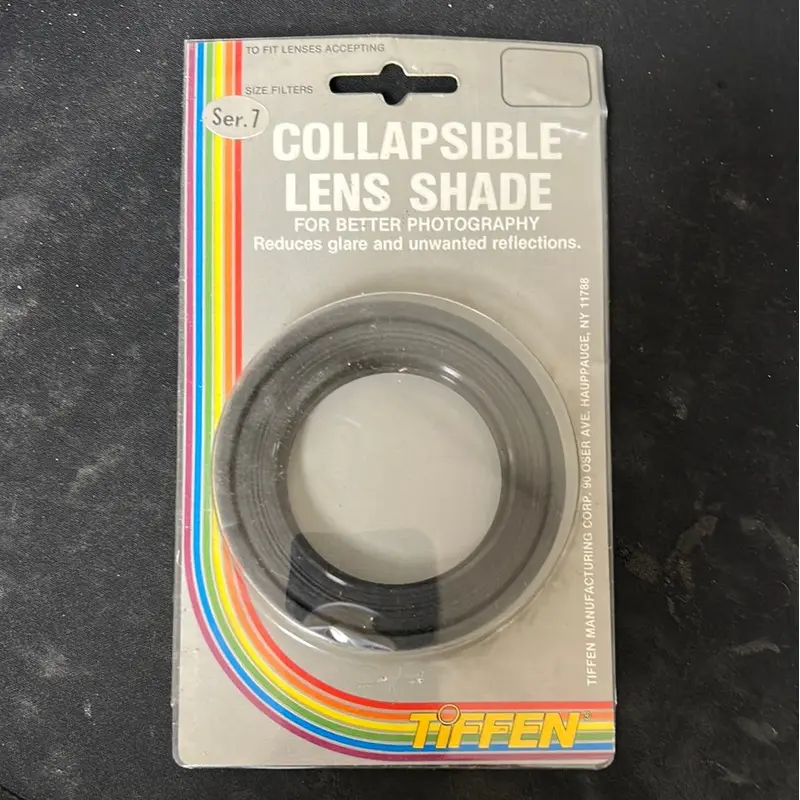 TO FIT LENSES ACCEPTING
SIZE FILTERS
Ser. 7
COLLAPSIBLE
LENS SHADE
FOR BETTER PHOTOGRAPHY
Reduces glare and unwanted reflections.
TIFFEN MANUFACTURING CORP. 90 OSER AVE. HAUPPAUGE, NY 11788
TiFFEN®